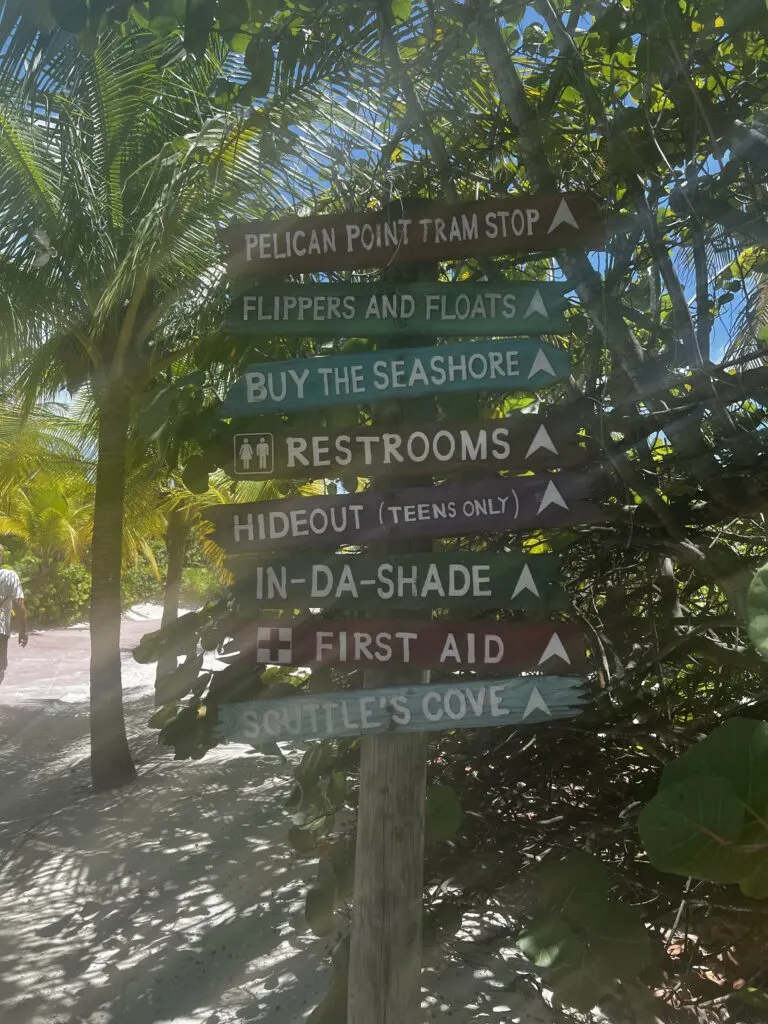 PELICAN POINT TRAM STOP
FLIPPERS AND FLOATS
BUY THE SEASHORE
RESTROOMS
HIDEOUT (TEENS ONLY)
IN-DA-SHADE
FIRST AID
SCUTTLE'S COVE